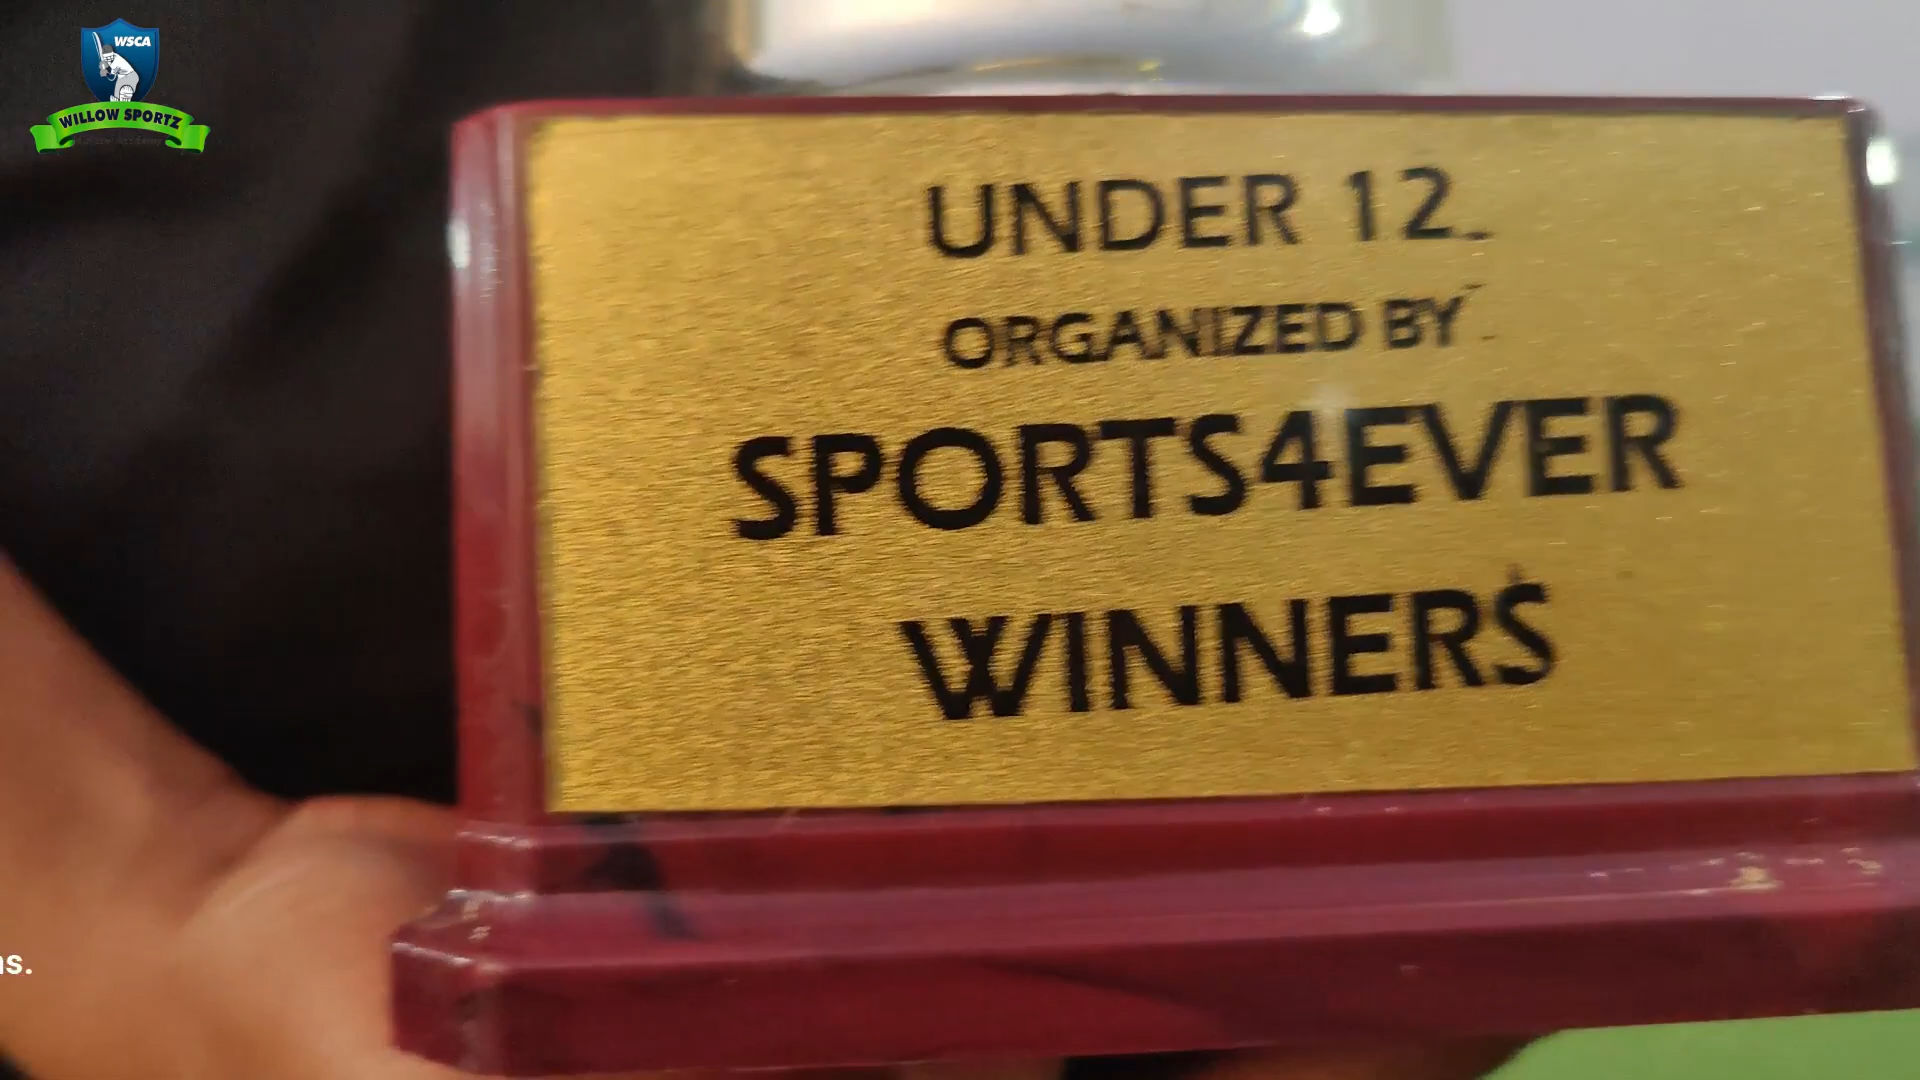 WSCA
WILLOW SPORTZ
UNDER 12
ORGANIZED BY
SPORTS4EVER
WINNERS